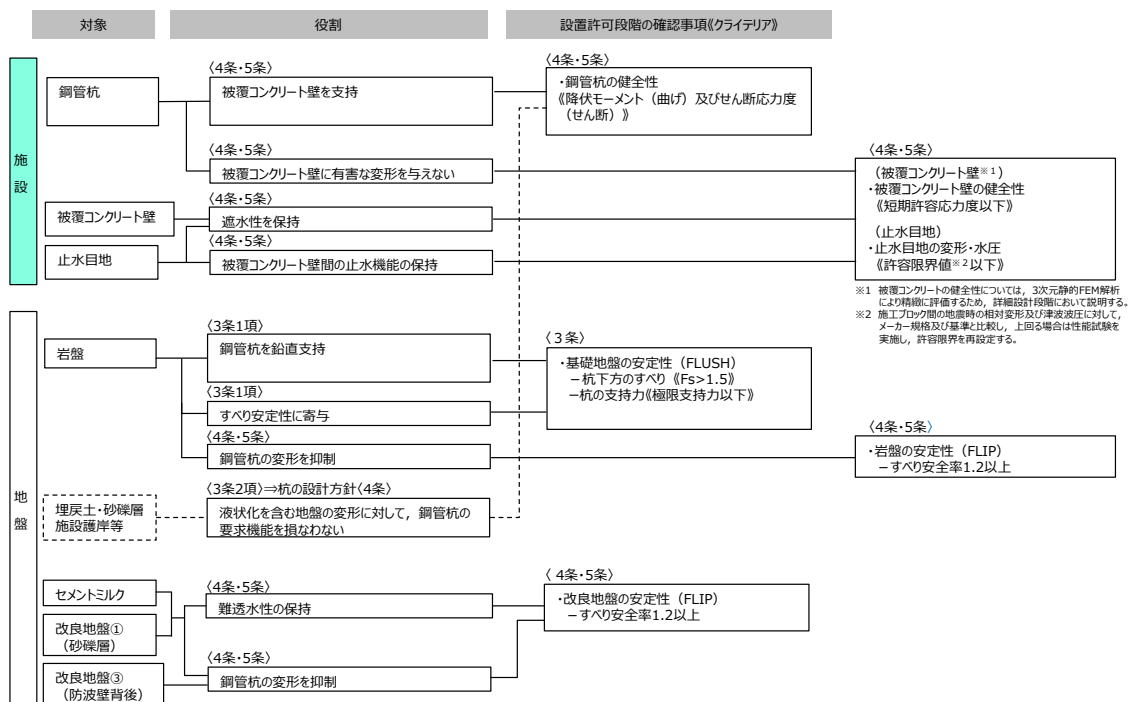 対象
役割
設置許可段階の確認事項《クライテリア》
施設
鋼管杭
〈4条・5条〉
被覆コンクリート壁を支持
〈4条・5条〉
・鋼管杭の健全性
《降伏モーメント（曲げ）及びせん断応力度
（せん断）》
〈4条・5条〉
被覆コンクリート壁に有害な変形を与えない
被覆コンクリート壁
〈4条・5条〉
遮水性を保持
止水目地
〈4条・5条〉
被覆コンクリート壁間の止水機能の保持
〈4条・5条〉
（被覆コンクリート壁※1）
・被覆コンクリート壁の健全性
《短期許容応力度以下》
（止水目地）
・止水目地の変形・水圧
《許容限界値※2以下》
※1 被覆コンクリートの健全性については，3次元静的FEM解析
により精緻に評価するため，詳細設計段階において説明する。
※2 施工ブロック間の地震時の相対変形及び津波波圧に対して，
メーカー規格及び基準と比較し，上回る場合は性能試験を
実施し，許容限界を再設定する。
地盤
岩盤
〈3条1項〉
鋼管杭を鉛直支持
〈3条1項〉
すべり安定性に寄与
〈4条・5条〉
鋼管杭の変形を抑制
〈３条〉
・基礎地盤の安定性（FLUSH）
－杭下方のすべり《Fs>1.5》
－杭の支持力《極限支持力以下》
〈4条・5条〉
・岩盤の安定性（FLIP）
－すべり安全率1.2以上
埋戻土・砂礫層
施設護岸等
〈3条2項〉⇒杭の設計方針〈4条〉
液状化を含む地盤の変形に対して，鋼管杭の
要求機能を損なわない
セメントミルク
改良地盤①
（砂礫層）
〈4条・5条〉
難透水性の保持
〈 4条・5条〉
・改良地盤の安定性（FLIP）
－すべり安全率1.2以上
改良地盤③
（防波壁背後）
〈4条・5条〉
鋼管杭の変形を抑制